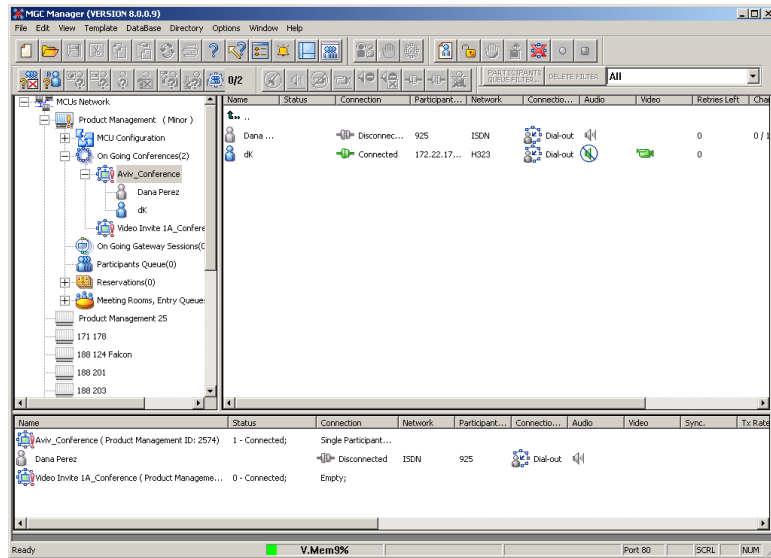 MGC Manager (VERSION 8.0.0.9)
File Edit View Template DataBase Directory Options Window Help
0/2 PARTICIPANTS QUEUE FILTER... DELETE FILTER All
MCUs Network
Product Management (Minor)
MCU Configuration
On Going Conferences(2)
Aviv_Conference
Dana Perez
dK
Video Invite 1A_Confere
On Going Gateway Sessions(C
Participants Queue(0)
Reservations(0)
Meeting Rooms, Entry Queue
Product Management 25
171 178
188 124 Falcon
188 201
188 203
Name Status Connection Participant... Network Connectio... Audio Video Retries Left Chai
..
Dana ... Disconnec... 925 ISDN Dial-out 0 0 / 1
dK Connected 172.22.17... H323 Dial-out 0
Name Status Connection Network Participant... Connectio... Audio Video Sync. Tx Rate
Aviv_Conference ( Product Management ID: 2574) 1 - Connected; Single Participant...
Dana Perez Disconnected ISDN 925 Dial-out
Video Invite 1A_Conference ( Product Manageme... 0 - Connected; Empty;
Ready V.Mem9% Port 80 SCRL NUM